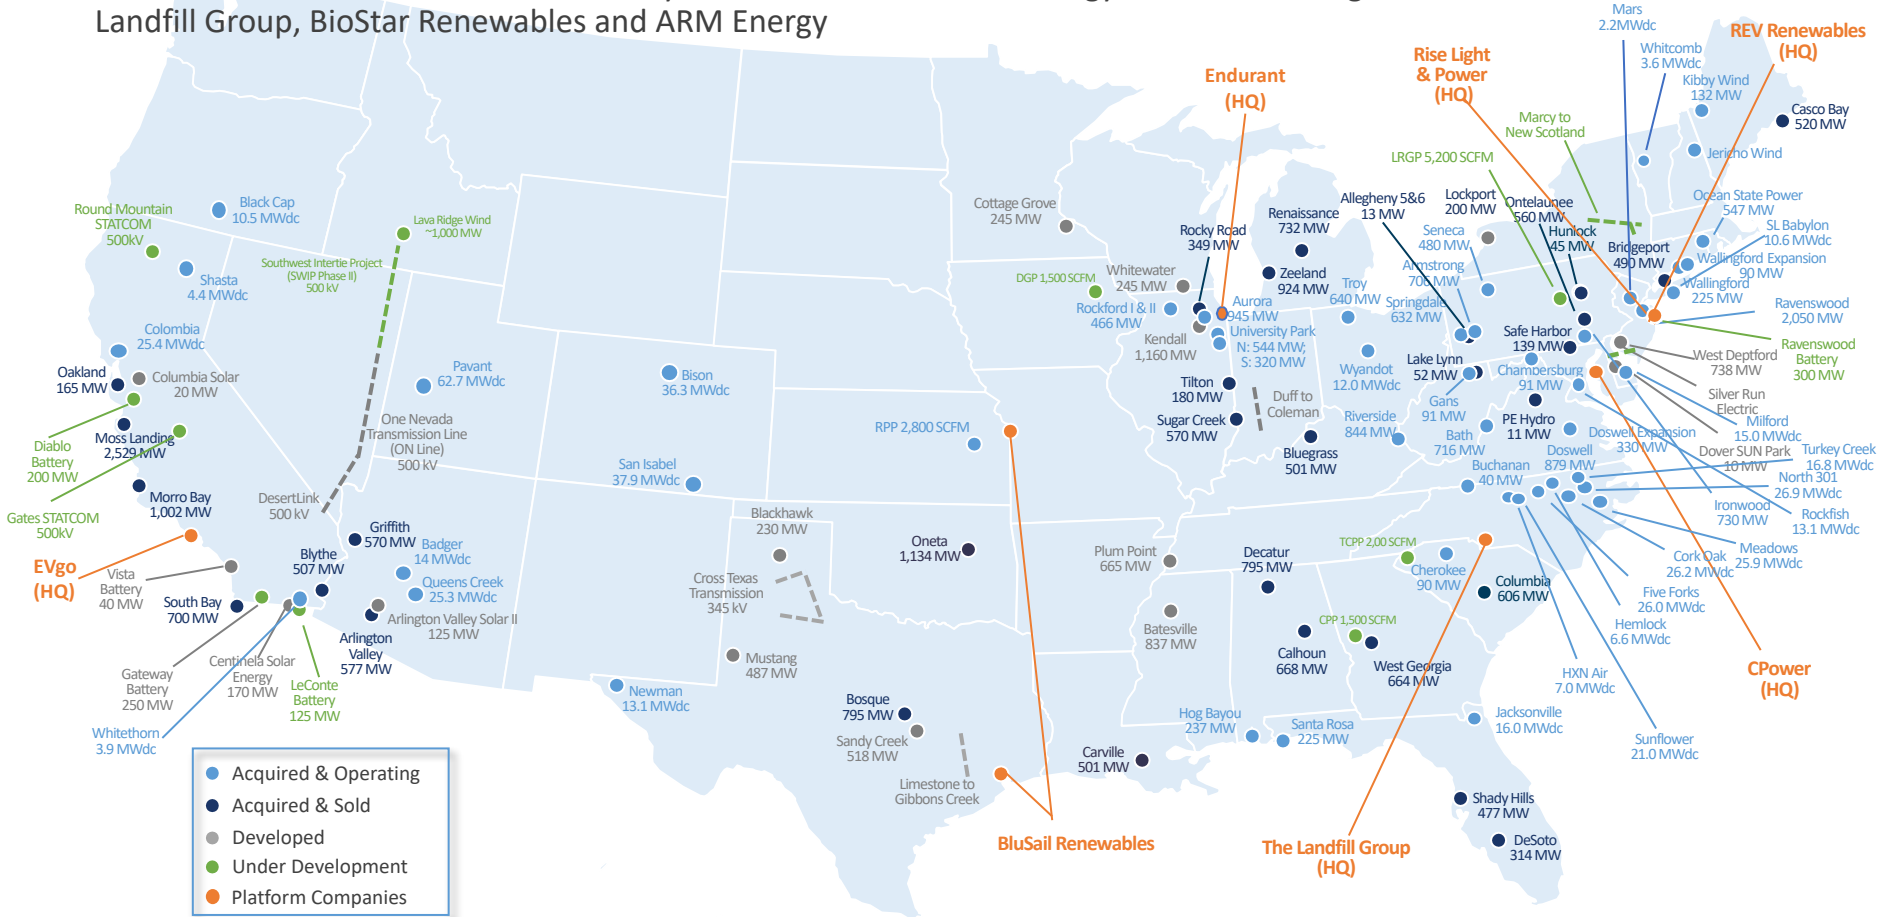 Landfill Group, BioStar Renewables and ARM Energy
Mars
2.2MWdc
REV Renewables
(HQ)
Whitcomb
3.6 MWdc
Rise Light
& Power
(HQ)
Endurant
(HQ)
Kibby Wind
132 MW
Casco Bay
520 MW
Marcy to
New Scotland
Jericho Wind
LRGP 5,200 SCFM
Black Cap
10.5 MWdc
Round Mountain
STATCOM
500kV
Lava Ridge Wind
~1,000 MW
Cottage Grove
245 MW
Renaissance
732 MW
Rocky Road
349 MW
Allegheny 5&6
13 MW
Lockport
200 MW
Ontelaunee
560 MW
Ocean State Power
547 MW
Seneca
480 MW
Hunlock
45 MW
SL Babylon
10.6 MWdc
Bridgeport
490 MW
Southwest Intertie Project
(SWIP Phase II)
500 kV
Shasta
4.4 MWdc
DGP 1,500 SCFM
Whitewater
245 MW
Zeeland
924 MW
Troy
640 MW
Armstrong
706 MW
Wallingford Expansion
90 MW
Wallingford
225 MW
Rockford I & II
466 MW
Aurora
945 MW
Springdale
632 MW
Ravenswood
2,050 MW
Colombia
25.4 MWdc
Kendall
1,160 MW
University Park
N: 544 MW;
S: 320 MW
Safe Harbor
139 MW
Ravenswood
Battery
300 MW
West Deptford
738 MW
Oakland
165 MW
Columbia Solar
20 MW
Pavant
62.7 MWdc
Bison
36.3 MWdc
Tilton
180 MW
Wyandot
12.0 MWdc
Lake Lynn
52 MW
Chambersburg
91 MW
Silver Run
Electric
Duff to
Coleman
Gans
91 MW
Sugar Creek
570 MW
Riverside
844 MW
PE Hydro
11 MW
Milford
15.0 MWdc
One Nevada
Transmission Line
(ON Line)
500 kV
RPP 2,800 SCFM
Bath
716 MW
Doswell Expansion
330 MW
Moss Landing
2,529 MW
Diablo
Battery
200 MW
Bluegrass
501 MW
Doswell
879 MW
Dover SUN Park
10 MW
Turkey Creek
16.8 MWdc
San Isabel
37.9 MWdc
Buchanan
40 MW
North 301
26.9 MWdc
Morro Bay
1,002 MW
DesertLink
500 kV
Ironwood
730 MW
Rockfish
13.1 MWdc
Gates STATCOM
500kV
Blackhawk
230 MW
Griffith
570 MW
Badger
14 MWdc
Oneta
1,134 MW
Plum Point
665 MW
Decatur
795 MW
TCPP 2,00 SCFM
Cork Oak
26.2 MWdc
Meadows
25.9 MWdc
EVgo
(HQ)
Blythe
507 MW
Vista
Battery
40 MW
Cross Texas
Transmission
345 kV
Cherokee
90 MW
Queens Creek
25.3 MWdc
Columbia
606 MW
Five Forks
26.0 MWdc
South Bay
700 MW
Arlington Valley Solar II
125 MW
Batesville
837 MW
CPP 1,500 SCFM
Hemlock
6.6 MWdc
Arlington
Valley
577 MW
Calhoun
668 MW
West Georgia
664 MW
HXN Air
7.0 MWdc
CPower
(HQ)
Gateway
Battery
250 MW
Centinela Solar
Energy
170 MW
LeConte
Battery
125 MW
Mustang
487 MW
Newman
13.1 MWdc
Bosque
795 MW
Hog Bayou
237 MW
Santa Rosa
225 MW
Jacksonville
16.0 MWdc
Whitethorn
3.9 MWdc
Sandy Creek
518 MW
Carville
501 MW
Sunflower
21.0 MWdc
Limestone to
Gibbons Creek
Shady Hills
477 MW
BluSail Renewables
The Landfill Group
(HQ)
DeSoto
314 MW
Acquired & Operating
Acquired & Sold
Developed
Under Development
Platform Companies